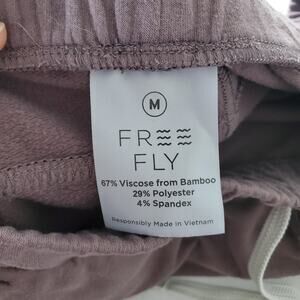 M
FREE
FLY
67% Viscose from Bamboo
29% Polyester
4% Spandex
Responsibly Made in Vietnam